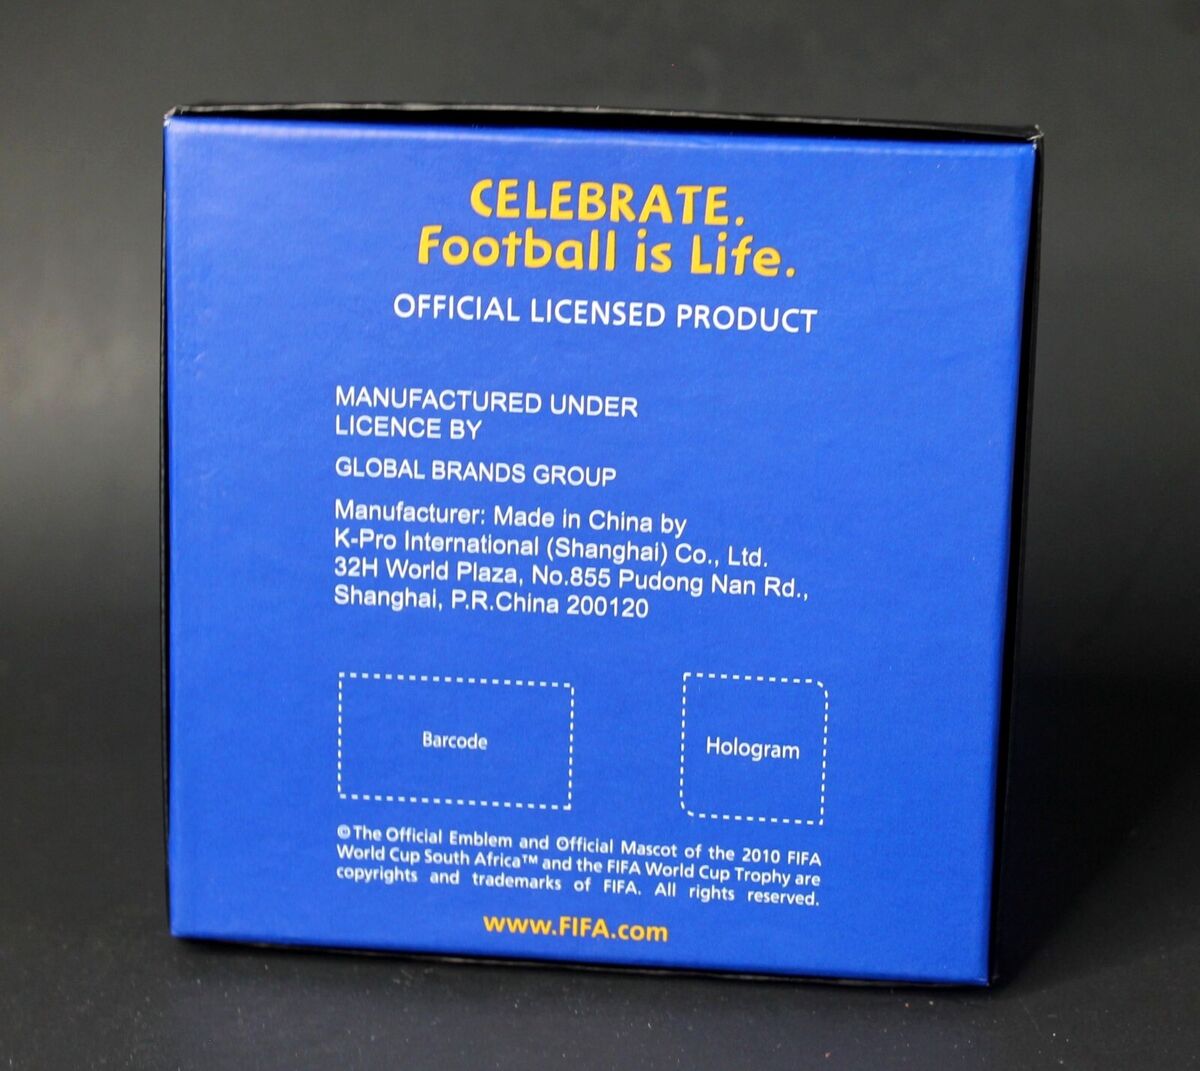 CELEBRATE.
Football is Life.
OFFICIAL LICENSED PRODUCT
MANUFACTURED UNDER
LICENCE BY
GLOBAL BRANDS GROUP
Manufacturer: Made in China by
K-Pro International (Shanghai) Co., Ltd.
32H World Plaza, No.855 Pudong Nan Rd.,
Shanghai, P.R.China 200120
Barcode
Hologram
©The Official Emblem and Official Mascot of the 2010 FIFA
World Cup South Africa™ and the FIFA World Cup Trophy are
copyrights and trademarks of FIFA. All rights reserved.
www.FIFA.com